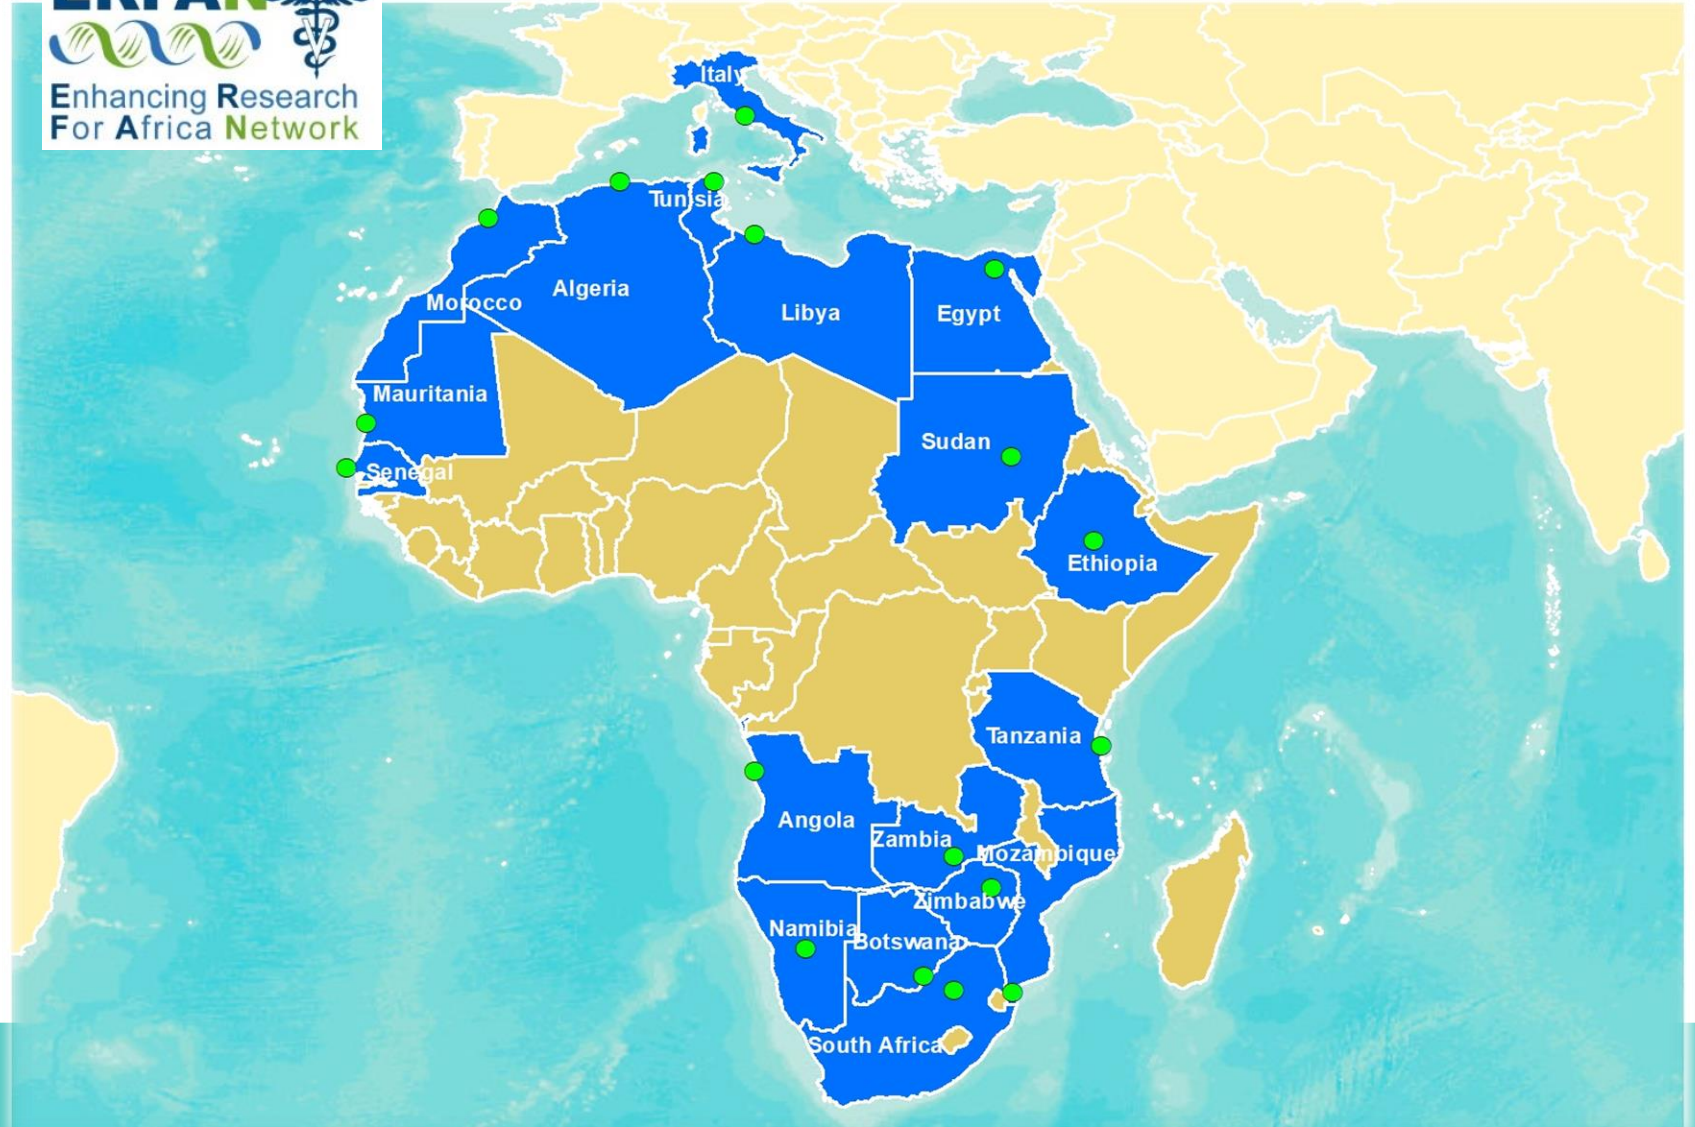 ERFAN
Enhancing Research
For Africa Network
Italy
Tunisia
Algeria
Morocco
Libya
Egypt
Mauritania
Sudan
Senegal
Ethiopia
Tanzania
Angola
Zambia
Mozambique
Zimbabwe
Namibia
Botswana
South Africa